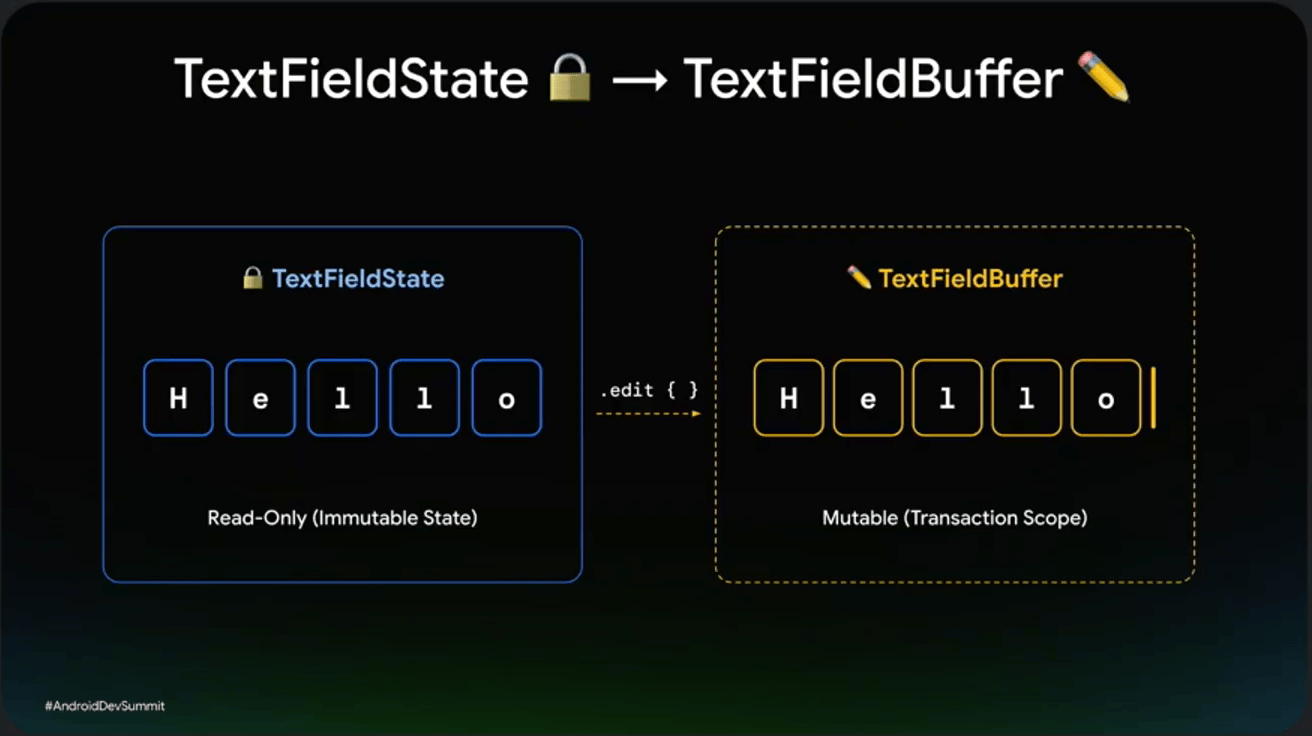 TextFieldState 🔒 → TextFieldBuffer ✏️
🔒 TextFieldState
H e l l o
Read-Only (Immutable State)
.edit { }
✏️ TextFieldBuffer
H e l l o
Mutable (Transaction Scope)
#AndroidDevSummit